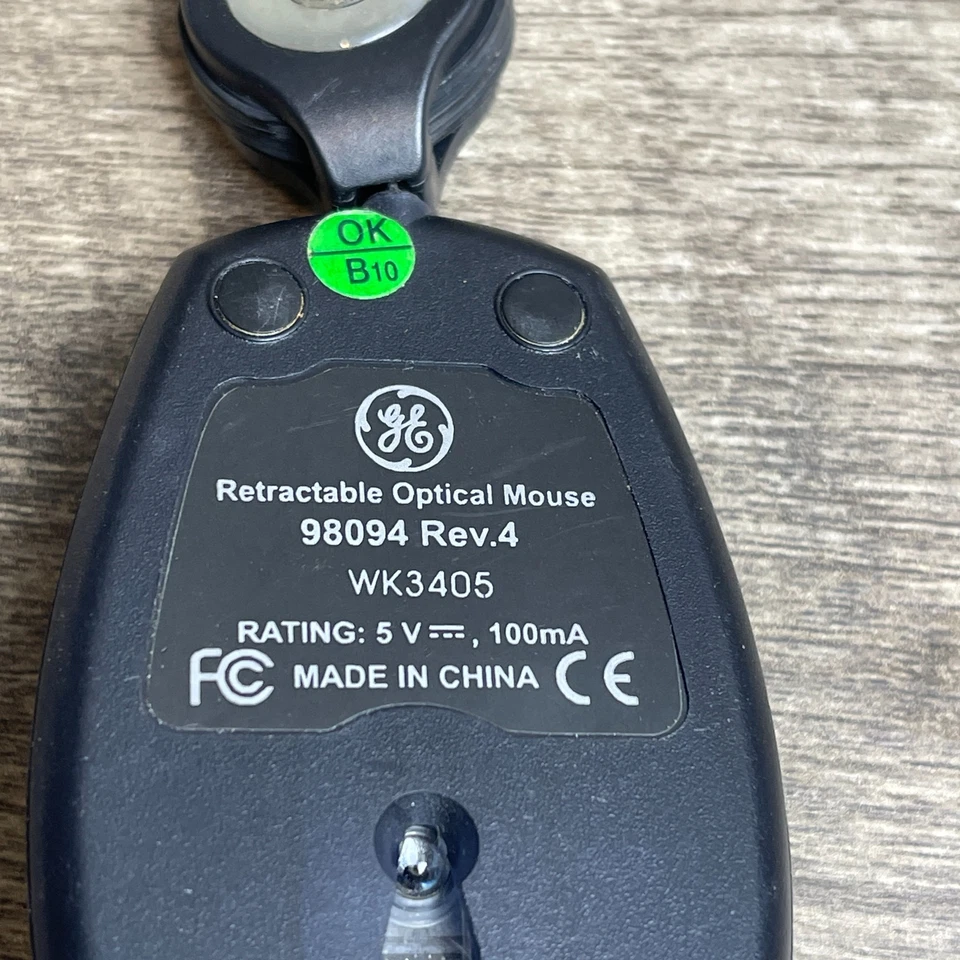 OK
B10
GE
Retractable Optical Mouse
98094 Rev.4
WK3405
RATING: 5 V⎓, 100mA
FC MADE IN CHINA CE